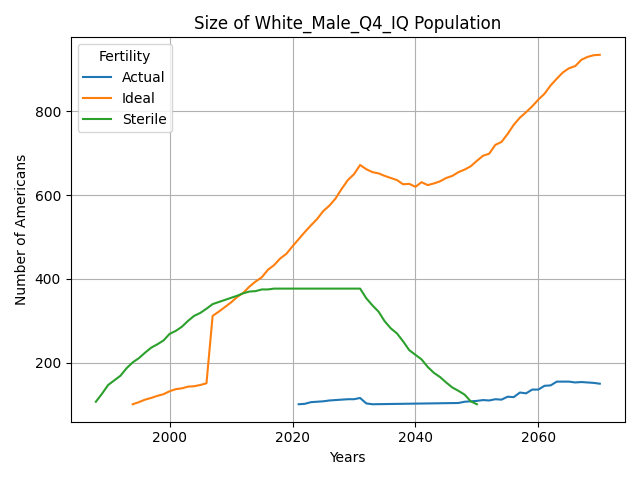 Size of White_Male_Q4_IQ Population
Fertility
Actual
Ideal
Sterile
Number of Americans
800
600
400
200
2000
2020
2040
2060
Years